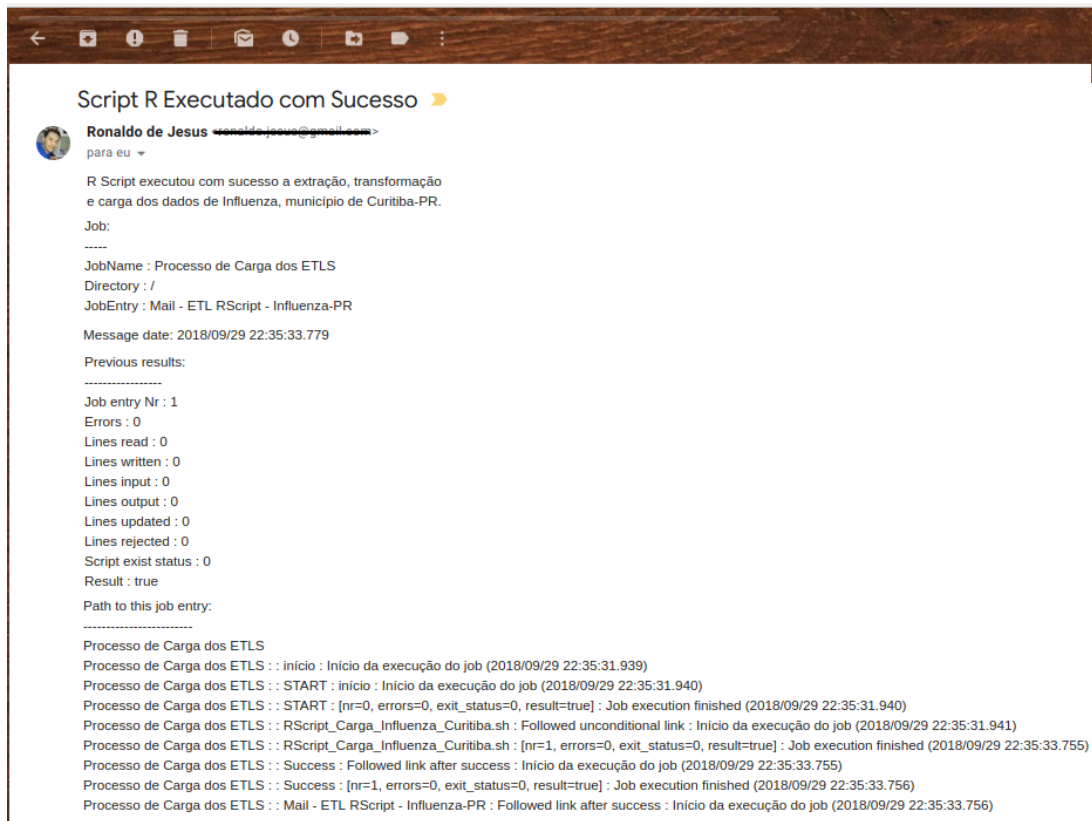 Script R Executado com Sucesso
Ronaldo de Jesus
para eu
R Script executou com sucesso a extração, transformação
e carga dos dados de Influenza, município de Curitiba-PR.
Job:
-----
JobName : Processo de Carga dos ETLS
Directory : /
JobEntry : Mail - ETL RScript - Influenza-PR
Message date: 2018/09/29 22:35:33.779
Previous results:
-----------------
Job entry Nr : 1
Errors : 0
Lines read : 0
Lines written : 0
Lines input : 0
Lines output : 0
Lines updated : 0
Lines rejected : 0
Script exist status : 0
Result : true
Path to this job entry:
------------------------
Processo de Carga dos ETLS
Processo de Carga dos ETLS : : início : Início da execução do job (2018/09/29 22:35:31.939)
Processo de Carga dos ETLS : : START : início : Início da execução do job (2018/09/29 22:35:31.940)
Processo de Carga dos ETLS : : START : [nr=0, errors=0, exit_status=0, result=true] : Job execution finished (2018/09/29 22:35:31.940)
Processo de Carga dos ETLS : : RScript_Carga_Influenza_Curitiba.sh : Followed unconditional link : Início da execução do job (2018/09/29 22:35:31.941)
Processo de Carga dos ETLS : : RScript_Carga_Influenza_Curitiba.sh : [nr=1, errors=0, exit_status=0, result=true] : Job execution finished (2018/09/29 22:35:33.755)
Processo de Carga dos ETLS : : Success : Followed link after success : Início da execução do job (2018/09/29 22:35:33.755)
Processo de Carga dos ETLS : : Success : [nr=1, errors=0, exit_status=0, result=true] : Job execution finished (2018/09/29 22:35:33.756)
Processo de Carga dos ETLS : : Mail - ETL RScript - Influenza-PR : Followed link after success : Início da execução do job (2018/09/29 22:35:33.756)